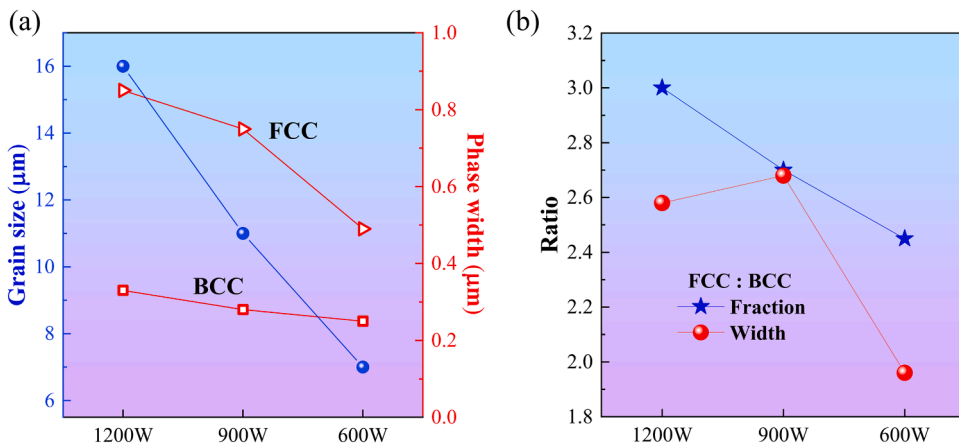 (a)
Grain size (μm)
16
14
12
10
8
6
FCC
BCC
1200W 900W 600W
1.0
0.8
0.6
0.4
0.2
0.0
Phase width (μm)
(b)
Ratio
3.2
3.0
2.8
2.6
2.4
2.2
2.0
1.8
FCC : BCC
Fraction
Width
1200W 900W 600W